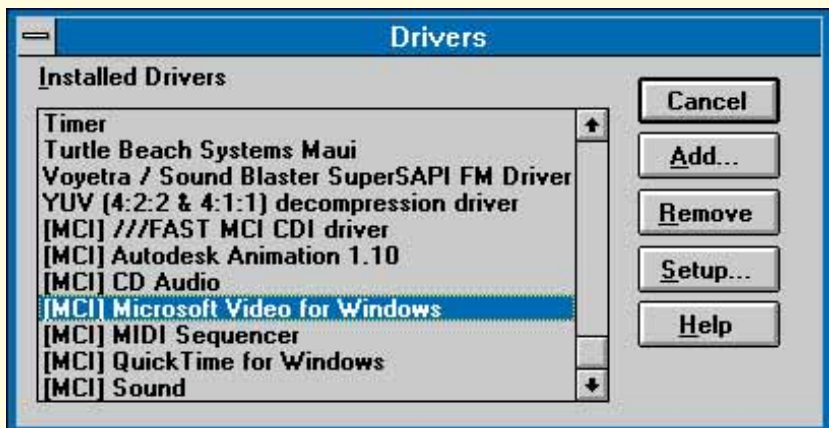 Drivers
Installed Drivers
Timer
Turtle Beach Systems Maui
Voyetra / Sound Blaster SuperSAPI FM Driver
YUV (4:2:2 & 4:1:1) decompression driver
[MCI] ///FAST MCI CDI driver
[MCI] Autodesk Animation 1.10
[MCI] CD Audio
[MCI] Microsoft Video for Windows
[MCI] MIDI Sequencer
[MCI] QuickTime for Windows
[MCI] Sound
Cancel
Add...
Remove
Setup...
Help